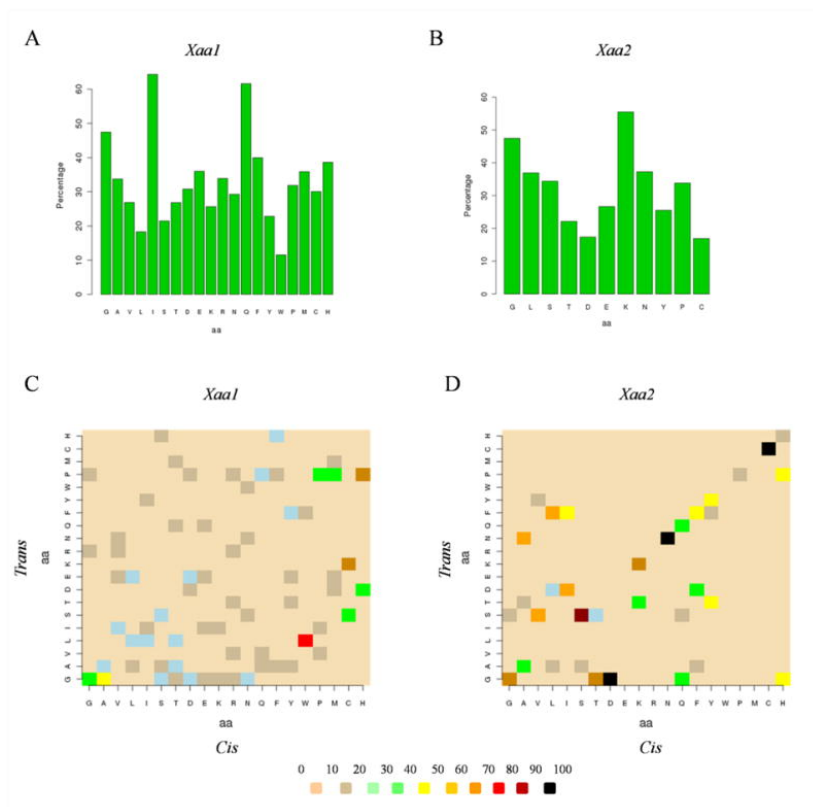 A
Xaa1
Percentage
0 10 20 30 40 50 60
G A V L I S T D E K R N Q F Y W P M C H
aa
B
Xaa2
Percentage
0 10 20 30 40 50 60
G L S T D E K N Y P C
aa
C
Xaa1
Trans
aa
H
C
M
P
W
Y
F
Q
N
R
K
E
D
T
S
I
L
V
A
G
G A V L I S T D E K R N Q F Y W P M C H
aa
Cis
D
Xaa2
Trans
aa
H
C
M
P
W
Y
F
Q
N
R
K
E
D
T
S
I
L
V
A
G
G A V L I S T D E K R N Q F Y W P M C H
aa
Cis
0 10 20 30 40 50 60 70 80 90 100